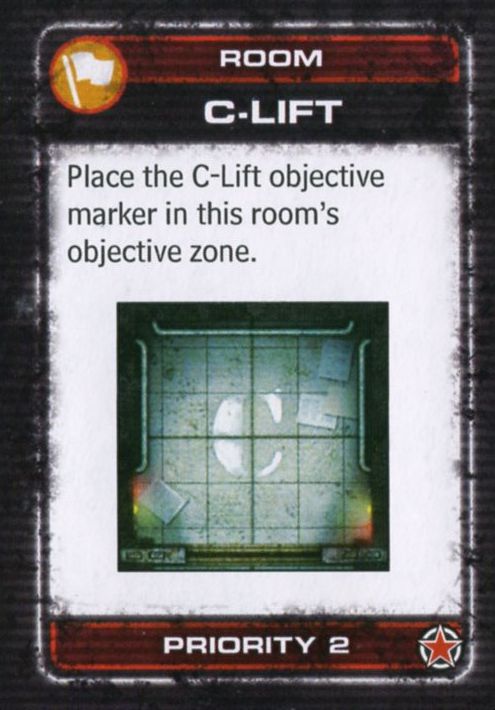 ROOM
C-LIFT
Place the C-Lift objective
marker in this room's
objective zone.
C
PRIORITY 2